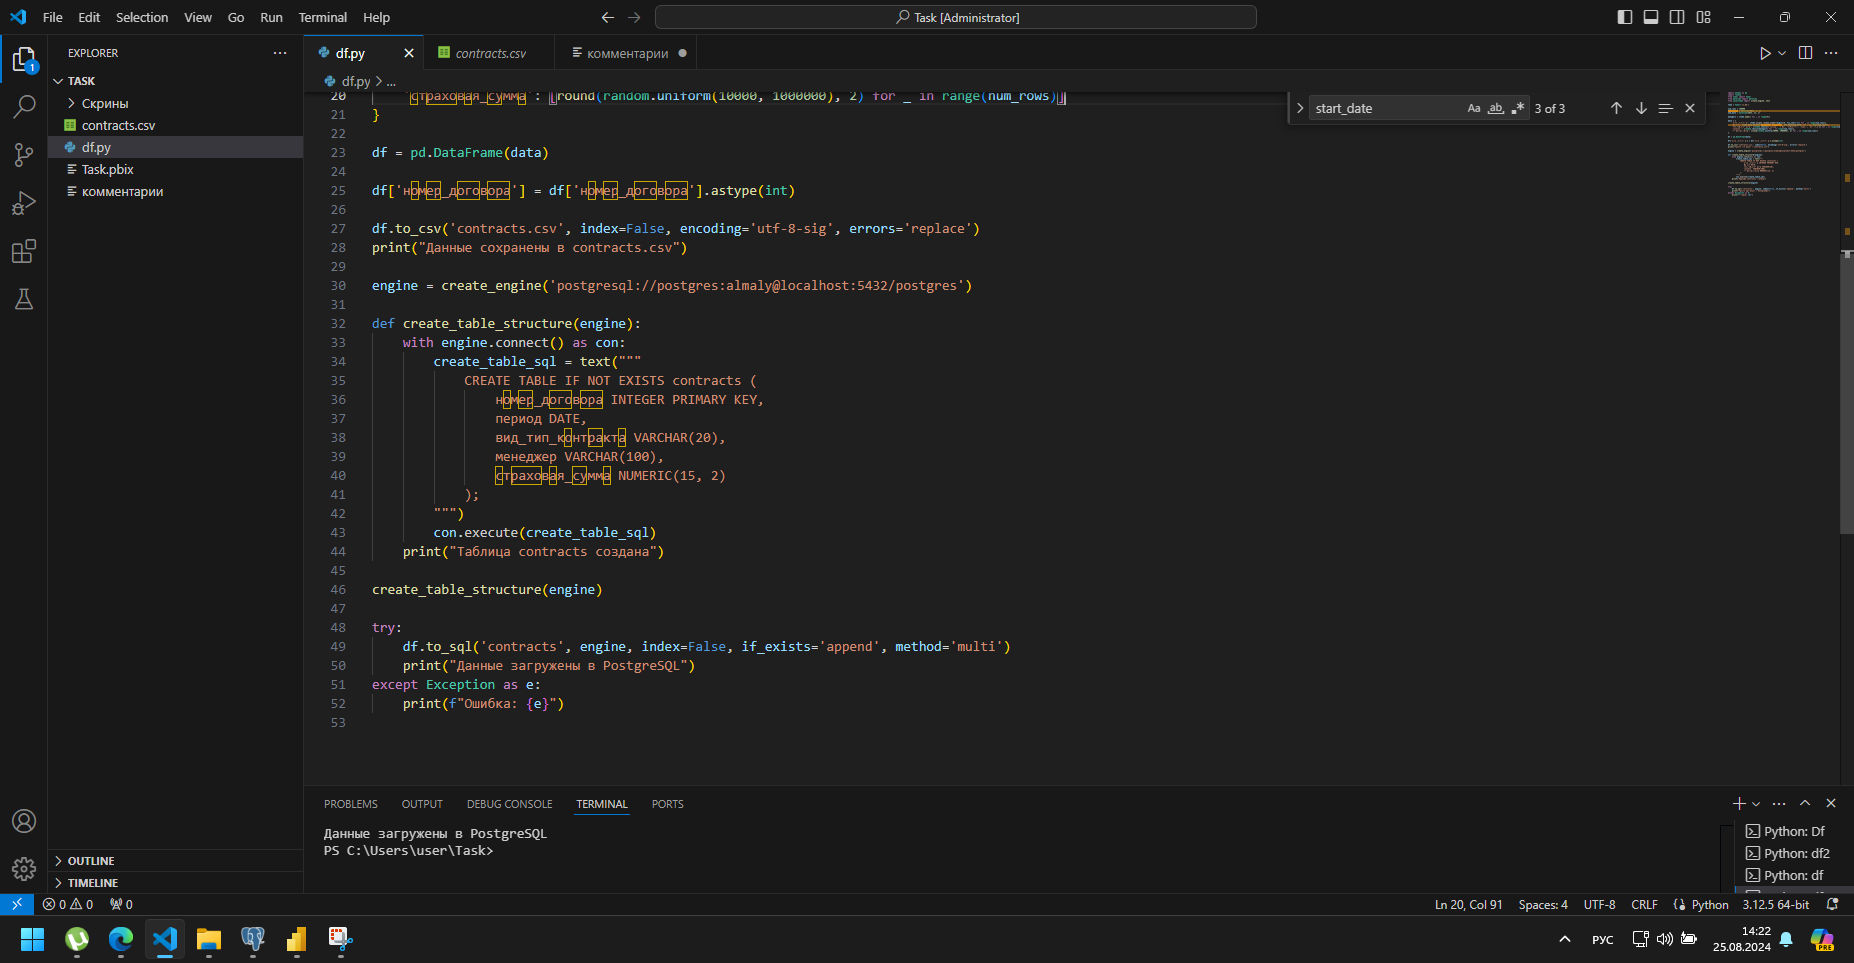 File Edit Selection View Go Run Terminal Help
Task [Administrator]
EXPLORER
TASK
Скрины
contracts.csv
df.py
Task.pbix
комментарии
OUTLINE
TIMELINE
1
df.py
contracts.csv
комментарии
df.py > ...
start_date
Aa
ab
3 of 3
20 'страховая_сумма': [round(random.uniform(10000, 1000000), 2) for _ in range(num_rows)]
21 }
22
23 df = pd.DataFrame(data)
24
25 df['номер_договора'] = df['номер_договора'].astype(int)
26
27 df.to_csv('contracts.csv', index=False, encoding='utf-8-sig', errors='replace')
28 print("Данные сохранены в contracts.csv")
29
30 engine = create_engine('postgresql://postgres:almaly@localhost:5432/postgres')
31
32 def create_table_structure(engine):
33 with engine.connect() as con:
34 create_table_sql = text("""
35 CREATE TABLE IF NOT EXISTS contracts (
36 номер_договора INTEGER PRIMARY KEY,
37 период DATE,
38 вид_тип_контракта VARCHAR(20),
39 менеджер VARCHAR(100),
40 страховая_сумма NUMERIC(15, 2)
41 );
42 """)
43 con.execute(create_table_sql)
44 print("Таблица contracts создана")
45
46 create_table_structure(engine)
47
48 try:
49 df.to_sql('contracts', engine, index=False, if_exists='append', method='multi')
50 print("Данные загружены в PostgreSQL")
51 except Exception as e:
52 print(f"Ошибка: {e}")
53
PROBLEMS OUTPUT DEBUG CONSOLE TERMINAL PORTS
Данные загружены в PostgreSQL
PS C:\Users\user\Task>
Python: Df
Python: df2
Python: df
0 0 0
Ln 20, Col 91 Spaces: 4 UTF-8 CRLF Python 3.12.5 64-bit
РУС
14:22
25.08.2024
PRE